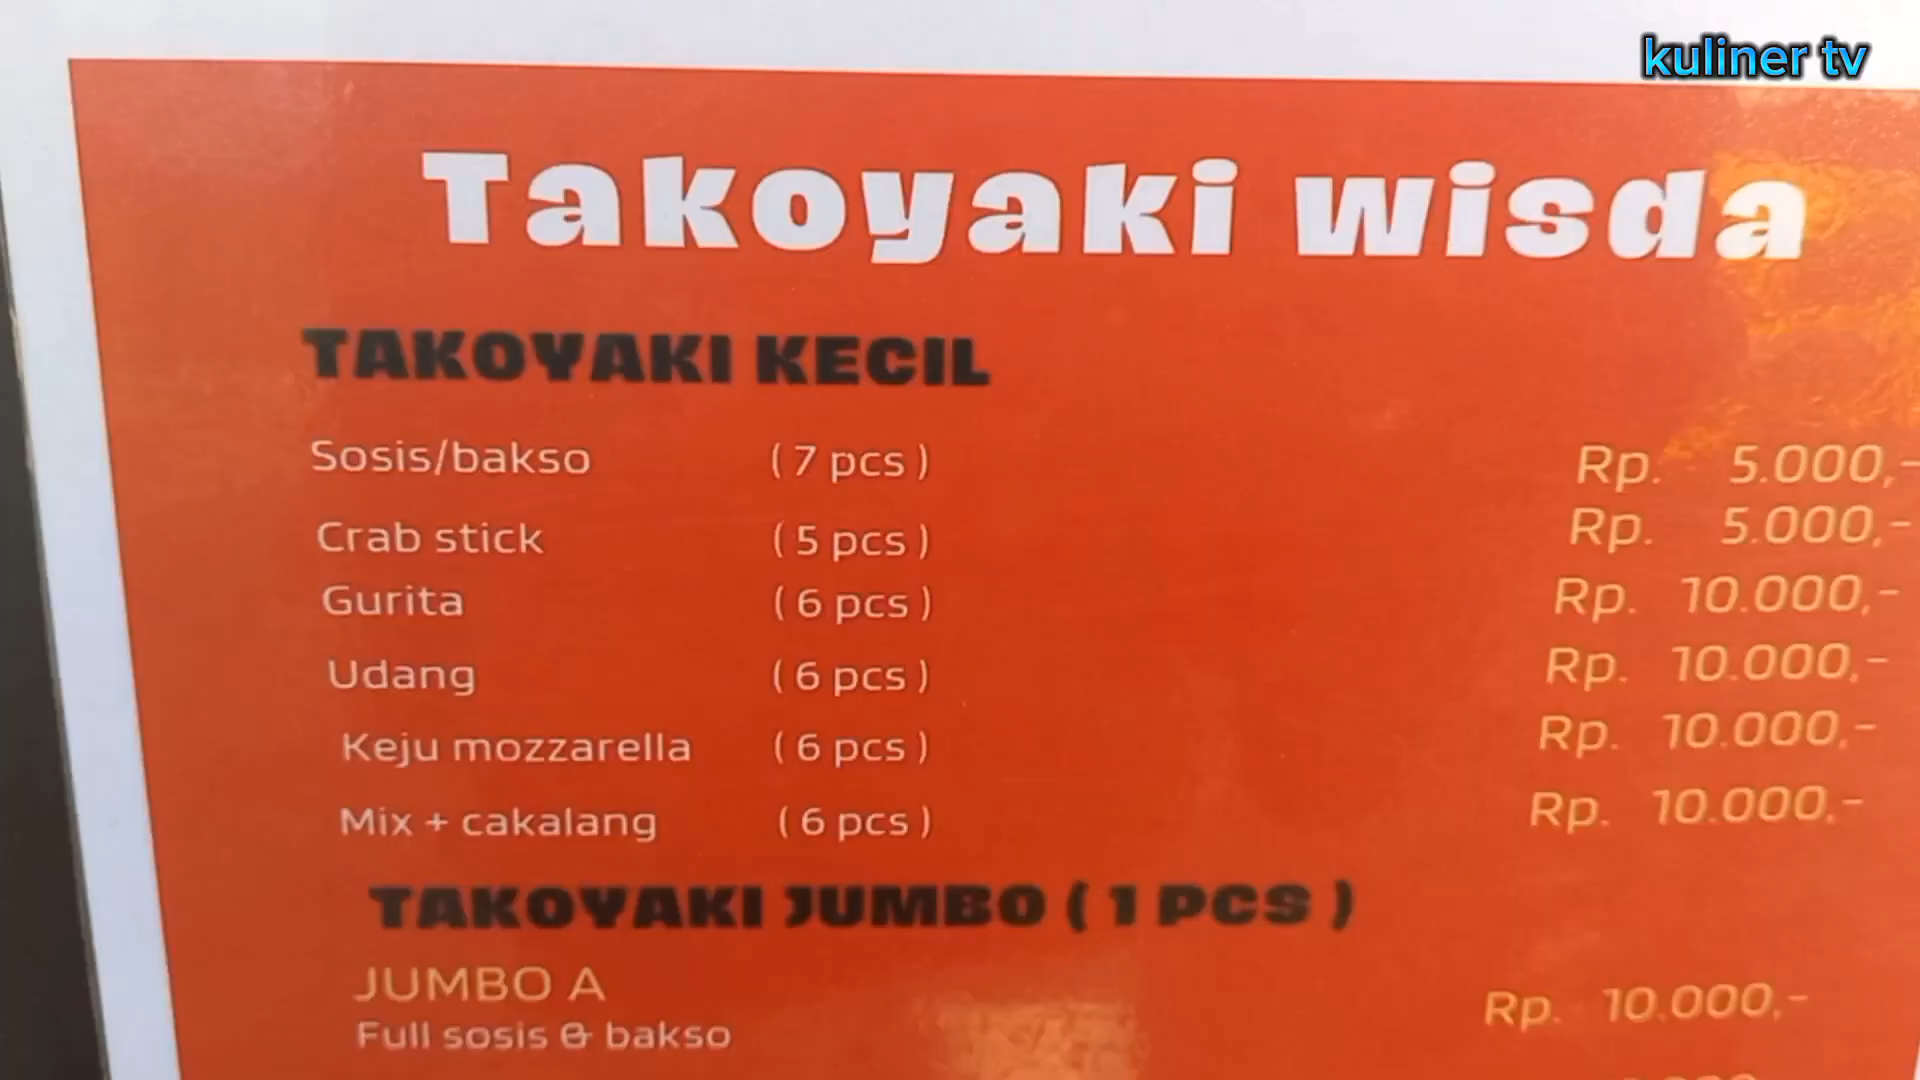 kuliner tv
Takoyaki wisda
TAKOYAKI KECIL
Sosis/bakso ( 7 pcs ) Rp. 5.000,-
Crab stick ( 5 pcs ) Rp. 5.000,-
Gurita ( 6 pcs ) Rp. 10.000,-
Udang ( 6 pcs ) Rp. 10.000,-
Keju mozzarella ( 6 pcs ) Rp. 10.000,-
Mix + cakalang ( 6 pcs ) Rp. 10.000,-
TAKOYAKI JUMBO ( 1 PCS )
JUMBO A Rp. 10.000,-
Full sosis & bakso